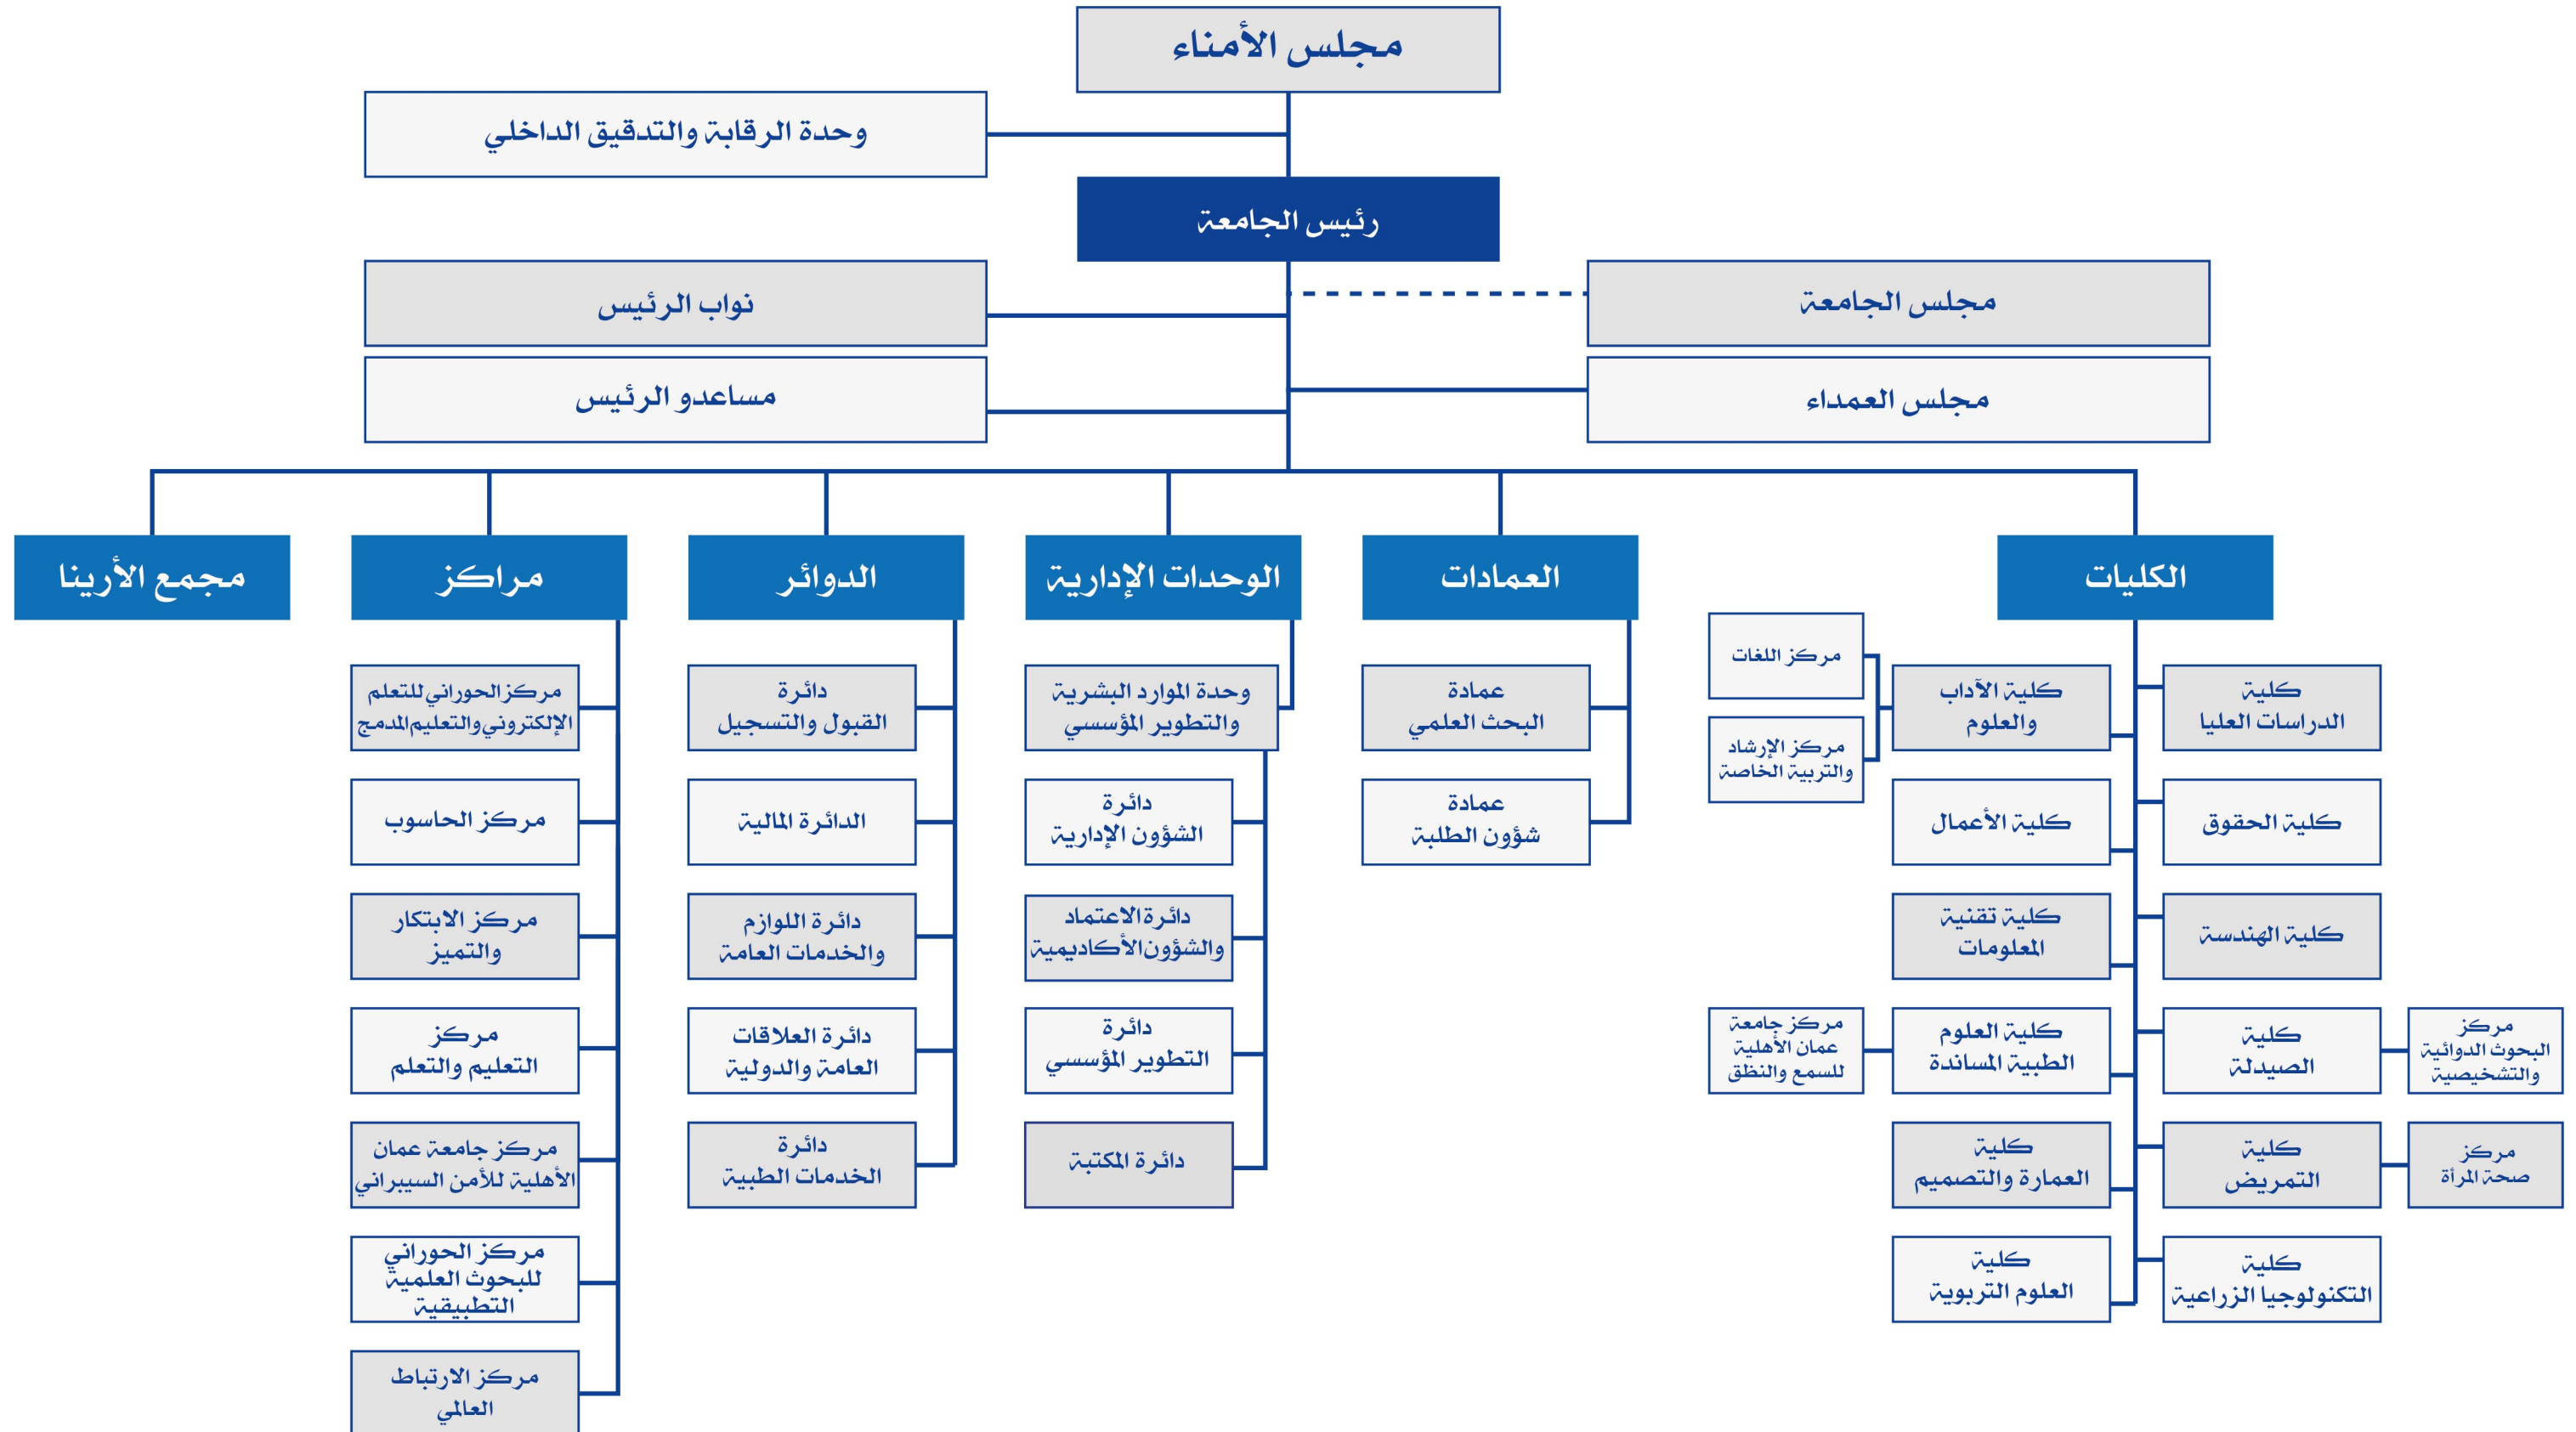 مجلس الأمناء
وحدة الرقابة والتدقيق الداخلي
رئيس الجامعة
مجلس الجامعة
نواب الرئيس
مجلس العمداء
مساعدو الرئيس
الكليات
العمادات
الوحدات الإدارية
الدوائر
مراكز
مجمع الأرينا
كلية
الدراسات العليا
كلية الحقوق
كلية الهندسة
كلية
الصيدلة
مركز
البحوث الدوائية
والتشخيصية
كلية
التمريض
مركز
صحة المرأة
كلية
التكنولوجيا الزراعية
كلية الآداب
والعلوم
مركز اللغات
مركز الإرشاد
والتربية الخاصة
كلية الأعمال
كلية تقنية
المعلومات
كلية العلوم
الطبية المساندة
مركز جامعة
عمان الأهلية
للسمع والنطق
كلية
العمارة والتصميم
كلية
العلوم التربوية
عمادة
البحث العلمي
عمادة
شؤون الطلبة
وحدة الموارد البشرية
والتطوير المؤسسي
دائرة
الشؤون الإدارية
دائرة الاعتماد
والشؤون الأكاديمية
دائرة
التطوير المؤسسي
دائرة المكتبة
دائرة
القبول والتسجيل
الدائرة المالية
دائرة اللوازم
والخدمات العامة
دائرة العلاقات
العامة والدولية
دائرة
الخدمات الطبية
مركز الحوراني للتعلم
الإلكتروني والتعليم المدمج
مركز الحاسوب
مركز الابتكار
والتميز
مركز
التعليم والتعلم
مركز جامعة عمان
الأهلية للأمن السيبراني
مركز الحوراني
للبحوث العلمية
التطبيقية
مركز الارتباط
العالمي